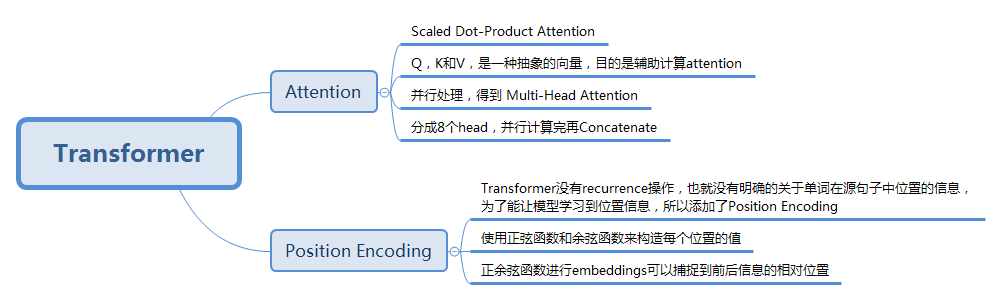 Transformer
Attention
Scaled Dot-Product Attention
Q，K和V，是一种抽象的向量，目的是辅助计算attention
并行处理，得到 Multi-Head Attention
分成8个head，并行计算完再Concatenate
Position Encoding
Transformer没有recurrence操作，也就没有明确的关于单词在源句子中位置的信息，
为了能让模型学习到位置信息，所以添加了Position Encoding
使用正弦函数和余弦函数来构造每个位置的值
正余弦函数进行embeddings可以捕捉到前后信息的相对位置